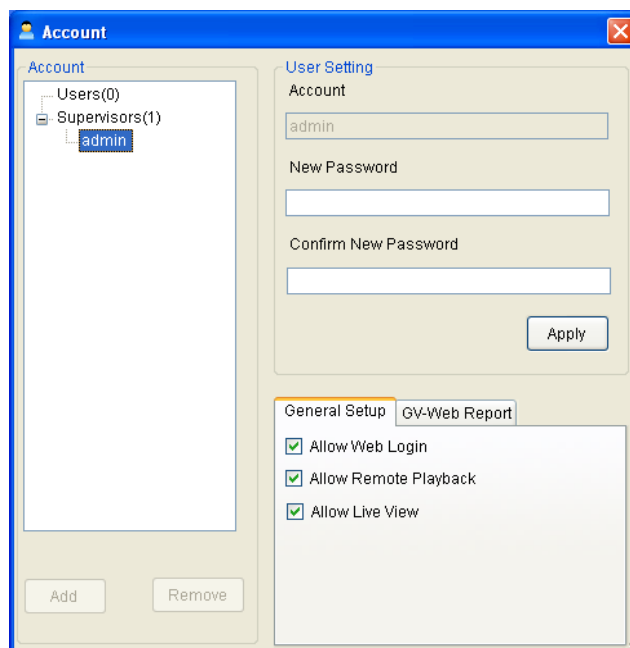 Account
Account
Users(0)
Supervisors(1)
admin
Add
Remove
User Setting
Account
admin
New Password
Confirm New Password
Apply
General Setup
GV-Web Report
Allow Web Login
Allow Remote Playback
Allow Live View